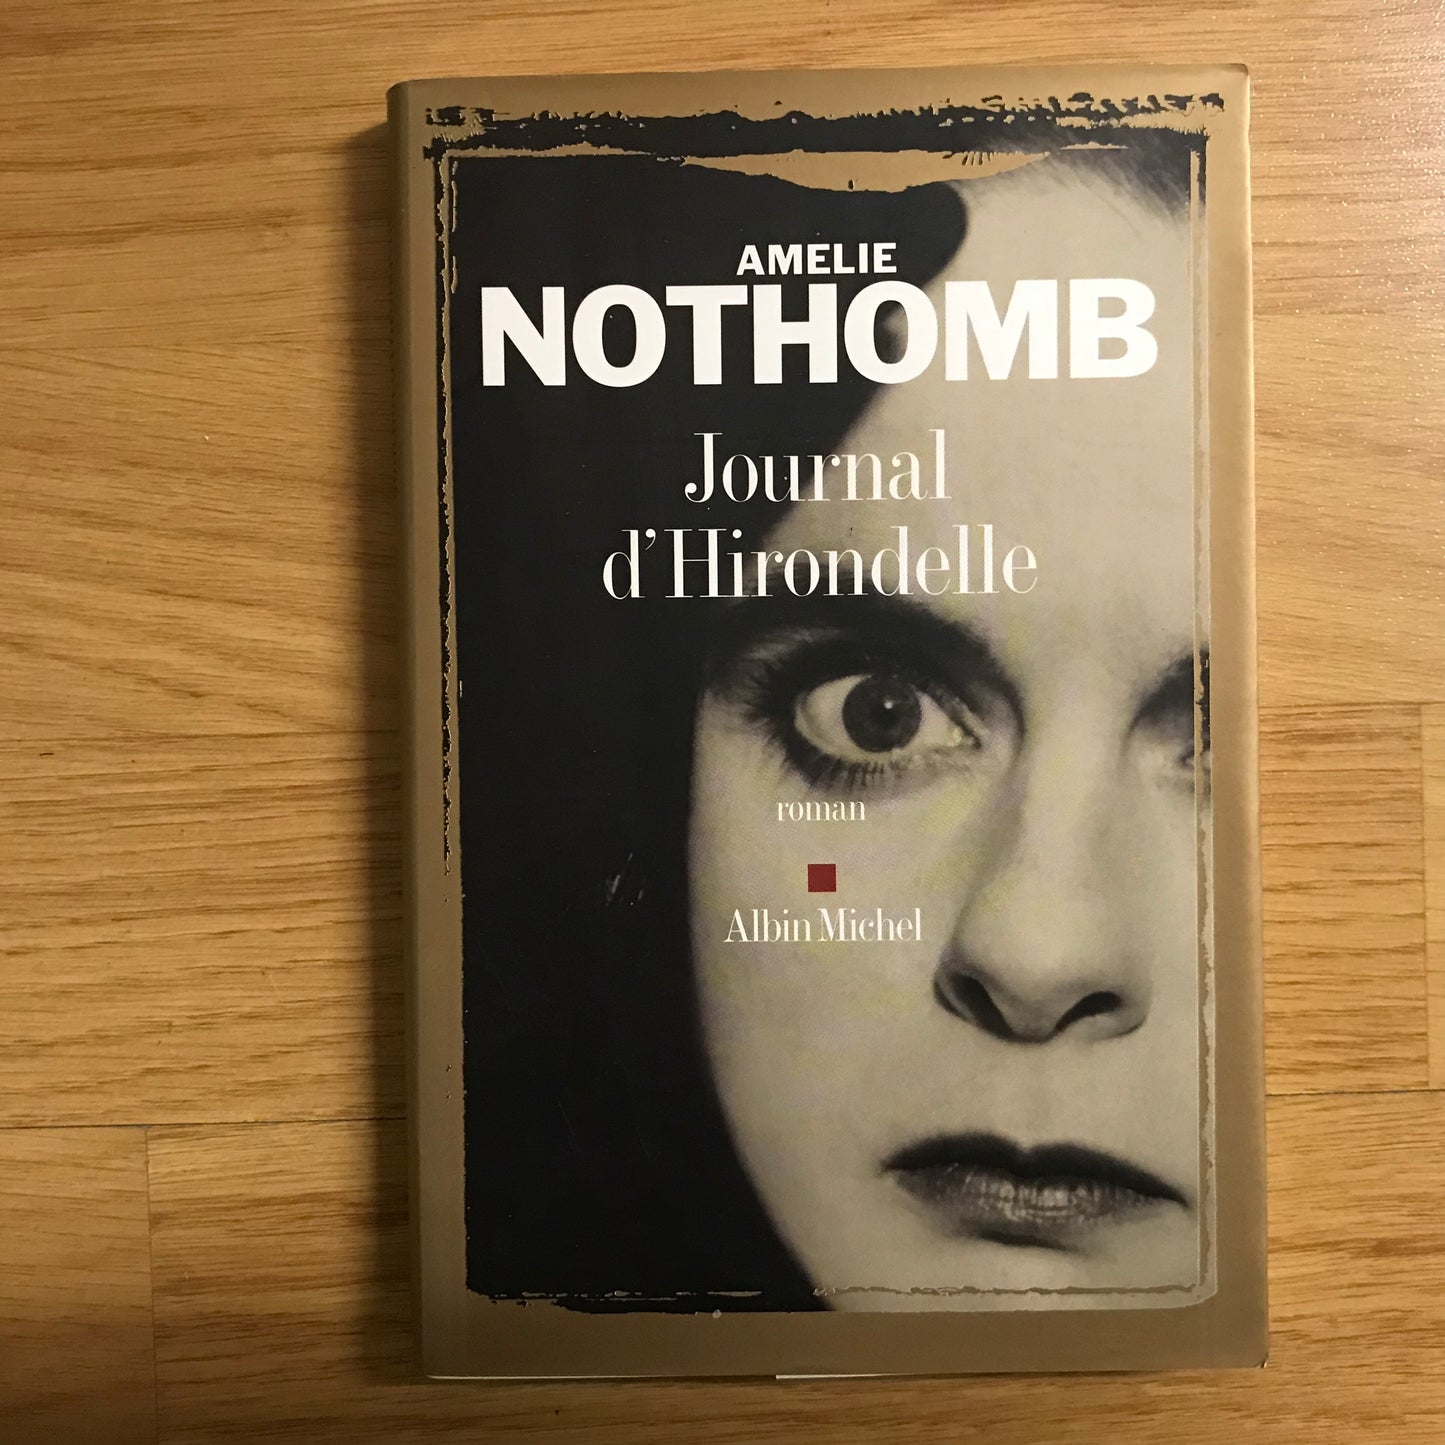 AMELIE
NOTHOMB
Journal
d'Hirondelle
roman
Albin Michel